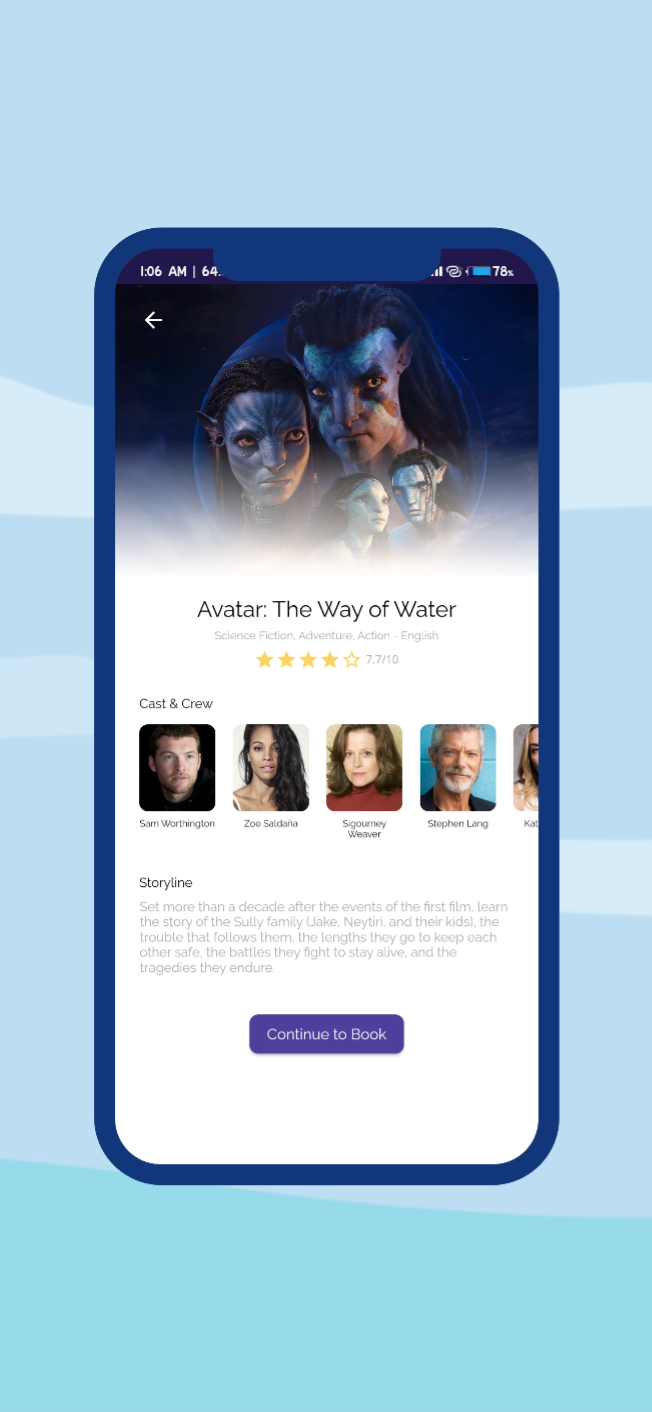 1:06 AM | 64.
78%
Avatar: The Way of Water
Science Fiction, Adventure, Action - English
7.7/10
Cast & Crew
Sam Worthington
Zoe Saldaña
Sigourney
Weaver
Stephen Lang
Kat
Storyline
Set more than a decade after the events of the first film, learn
the story of the Sully family (Jake, Neytiri, and their kids), the
trouble that follows them, the lengths they go to keep each
other safe, the battles they fight to stay alive, and the
tragedies they endure.
Continue to Book